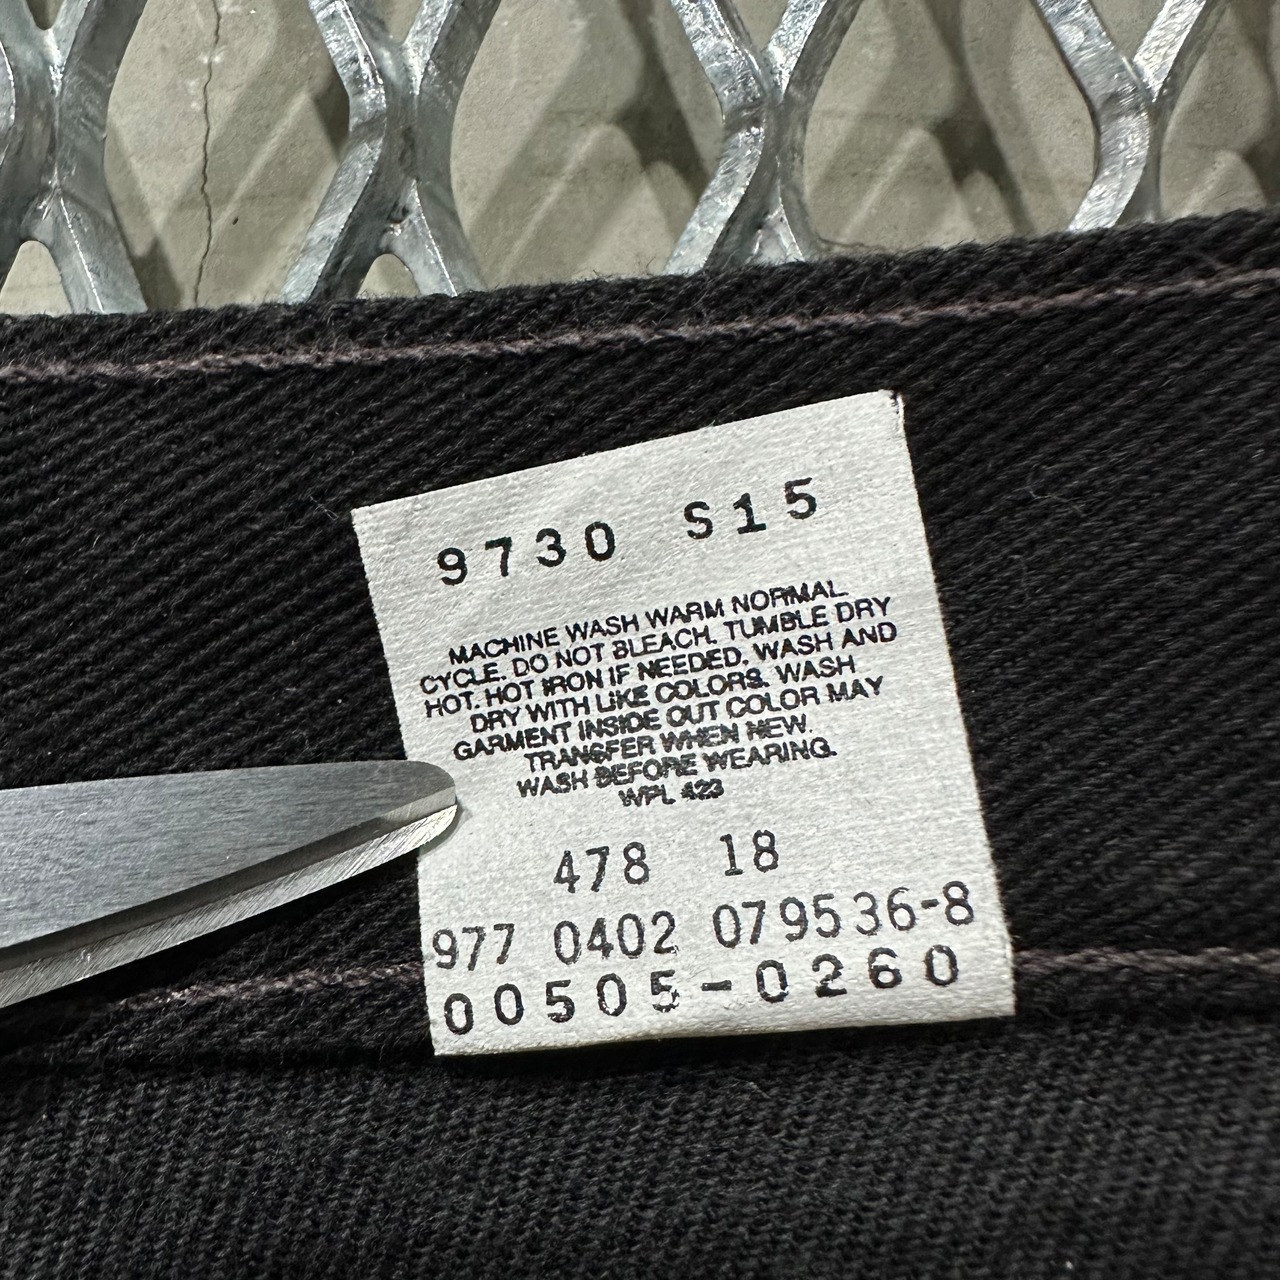 9730 S15
MACHINE WASH WARM NORMAL
CYCLE. DO NOT BLEACH. TUMBLE DRY
HOT. HOT IRON IF NEEDED. WASH AND
DRY WITH LIKE COLORS. WASH
GARMENT INSIDE OUT COLOR MAY
TRANSFER WHEN NEW.
WASH BEFORE WEARING.
WPL 423
478 18
977 0402 079536-8
00505-0260